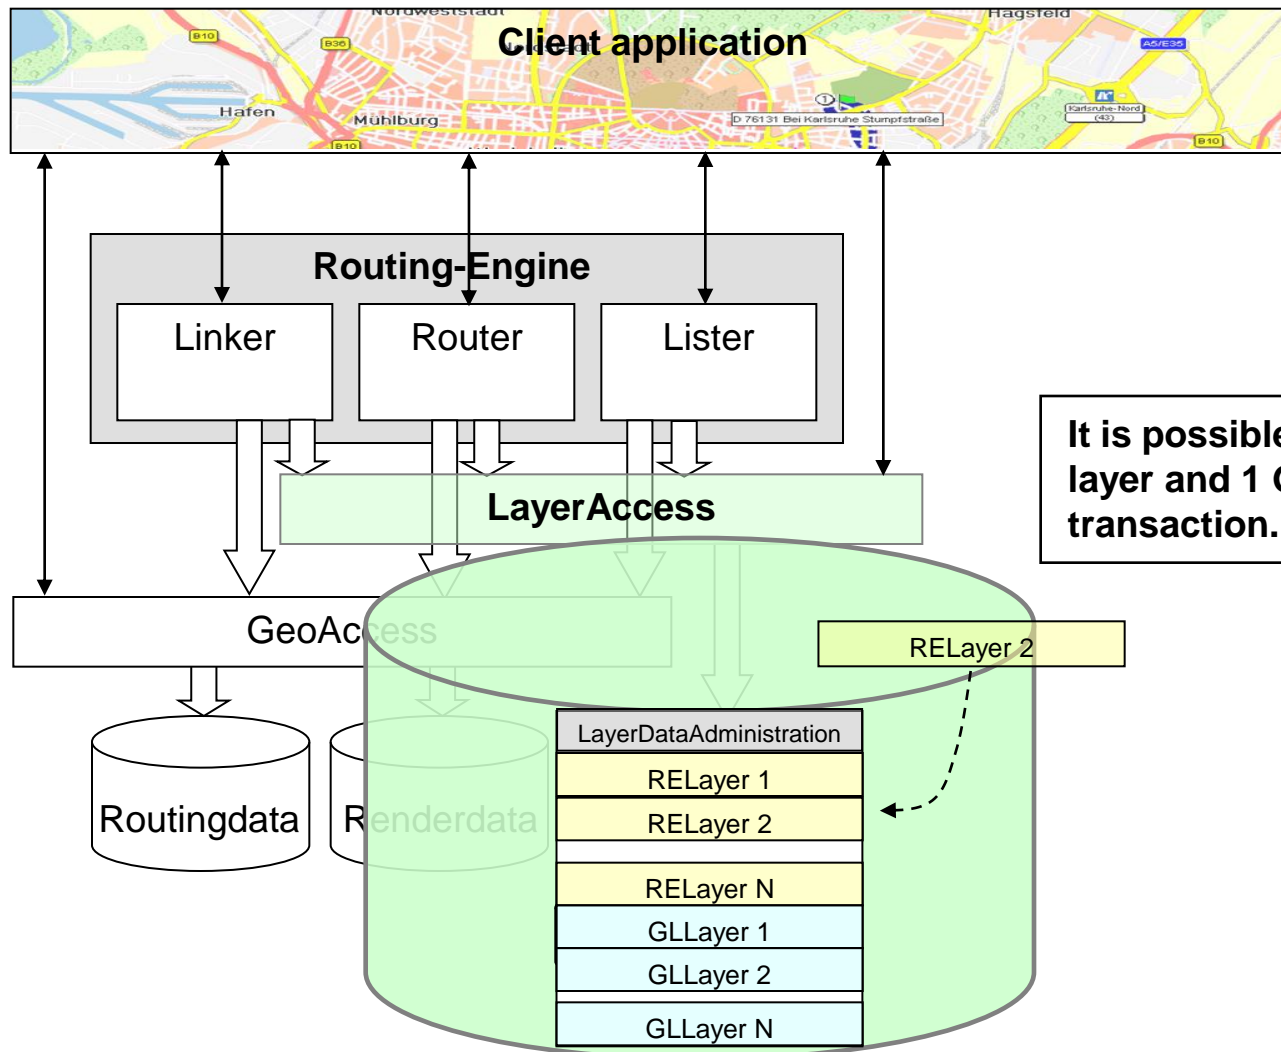 Nordweststadt
Hagsfeld
B10
B36
Client application
A5/E35
Hafen
Mühlburg
1
D 76131 Bei Karlsruhe Stumpfstraße
Karlsruhe-Nord
(43)
B10
B10
Routing-Engine
Linker
Router
Lister
It is possible
layer and 1
transaction.
LayerAccess
GeoAccess
RELayer 2
LayerDataAdministration
RELayer 1
Routingdata
Renderdata
RELayer 2
RELayer N
GLLayer 1
GLLayer 2
GLLayer N